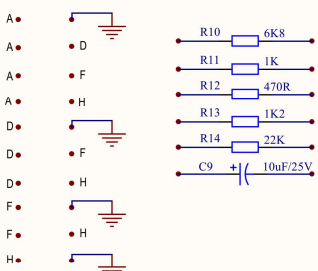 A
A D
A F
A H
D
D F
D H
F
F H
H
R10 6K8
R11 1K
R12 470R
R13 1K2
R14 22K
C9 + 10uF/25V